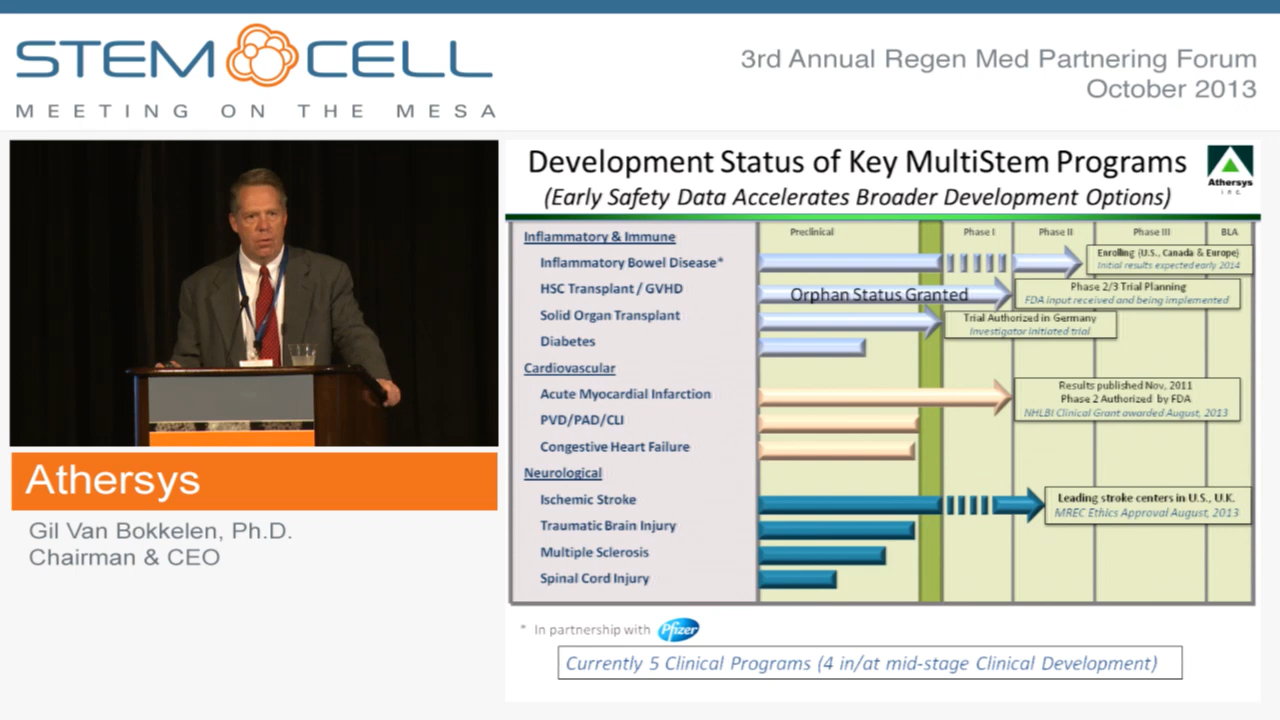 STEM CELL
MEETING ON THE MESA
3rd Annual Regen Med Partnering Forum
October 2013
Development Status of Key MultiStem Programs
(Early Safety Data Accelerates Broader Development Options)
Athersys
INC.
Preclinical
Phase I
Phase II
Phase III
BLA
Inflammatory & Immune
Inflammatory Bowel Disease*
Enrolling (U.S., Canada & Europe)
Initial results expected early 2014
HSC Transplant / GVHD
Orphan Status Granted
Phase 2/3 Trial Planning
FDA input received and being implemented
Solid Organ Transplant
Trial Authorized in Germany
Investigator initiated trial
Diabetes
Cardiovascular
Acute Myocardial Infarction
Results published Nov, 2011
Phase 2 Authorized by FDA
NHLBI Clinical Grant awarded August, 2013
PVD/PAD/CLI
Congestive Heart Failure
Neurological
Ischemic Stroke
Leading stroke centers in U.S., U.K.
MREC Ethics Approval August, 2013
Traumatic Brain Injury
Multiple Sclerosis
Spinal Cord Injury
* In partnership with Pfizer
Currently 5 Clinical Programs (4 in/at mid-stage Clinical Development)
Athersys
Gil Van Bokkelen, Ph.D.
Chairman & CEO